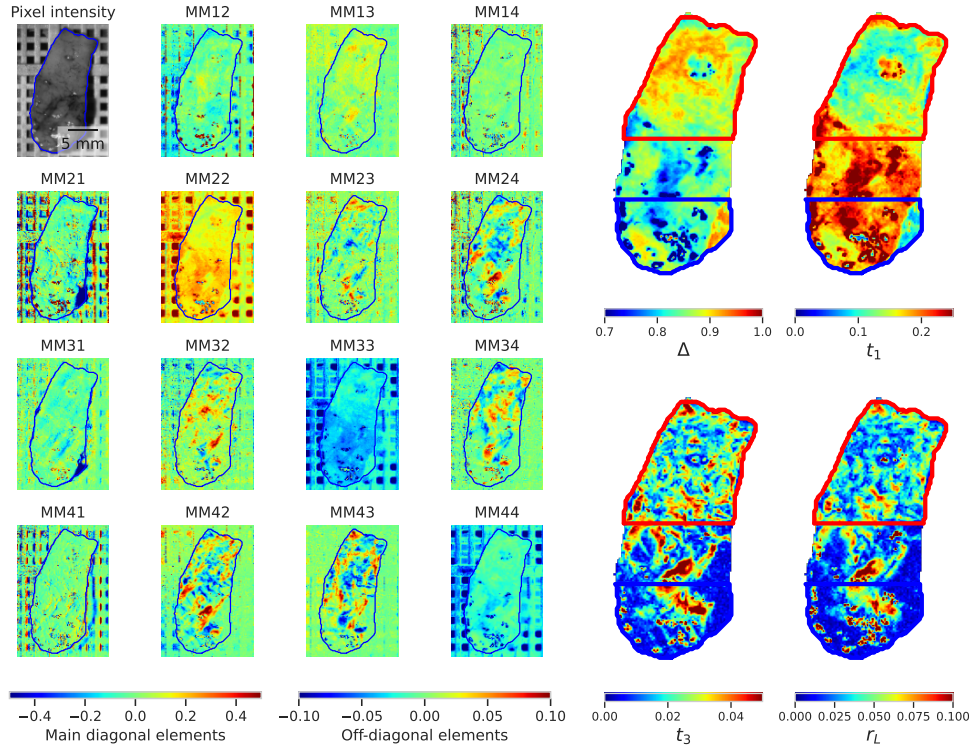 Pixel intensity MM12 MM13 MM14
5 mm
MM21 MM22 MM23 MM24
0.7 0.8 0.9 1.0 0.0 0.1 0.2
Δ t₁
MM31 MM32 MM33 MM34
MM41 MM42 MM43 MM44
−0.4 −0.2 0.0 0.2 0.4 −0.10 −0.05 0.00 0.05 0.10
Main diagonal elements Off-diagonal elements
0.00 0.02 0.04 0.000 0.025 0.050 0.075 0.100
t₃ r_L